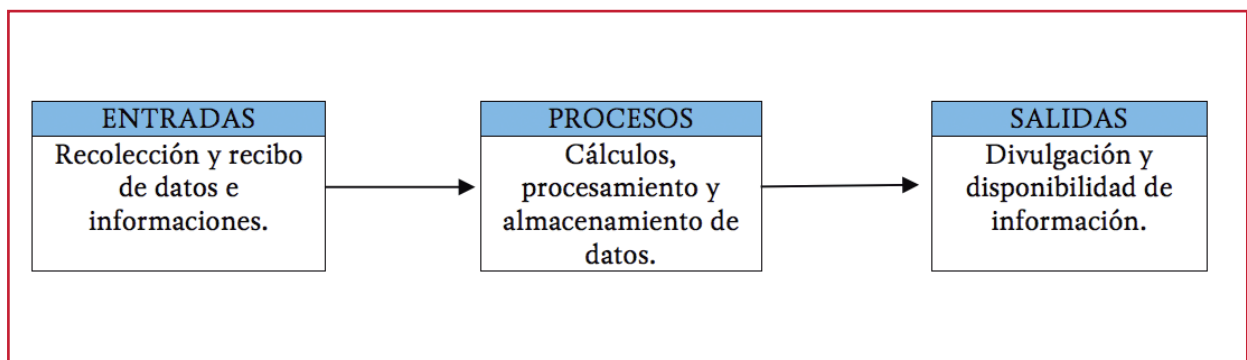 ENTRADAS
Recolección y recibo
de datos e
informaciones.
PROCESOS
Cálculos,
procesamiento y
almacenamiento de
datos.
SALIDAS
Divulgación y
disponibilidad de
información.